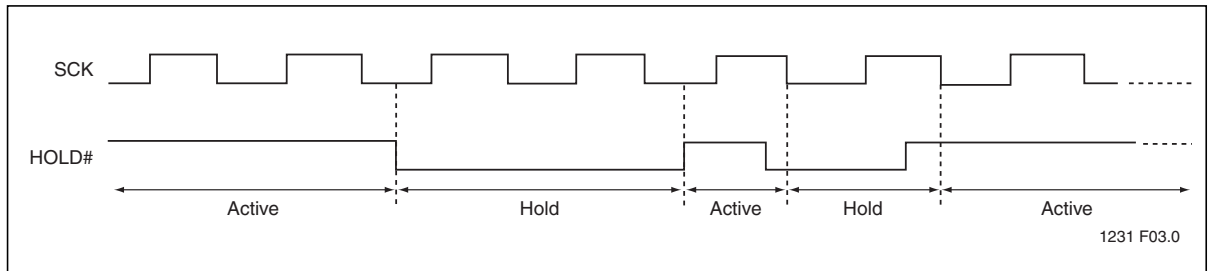 SCK
HOLD#
Active Hold Active Hold Active
1231 F03.0